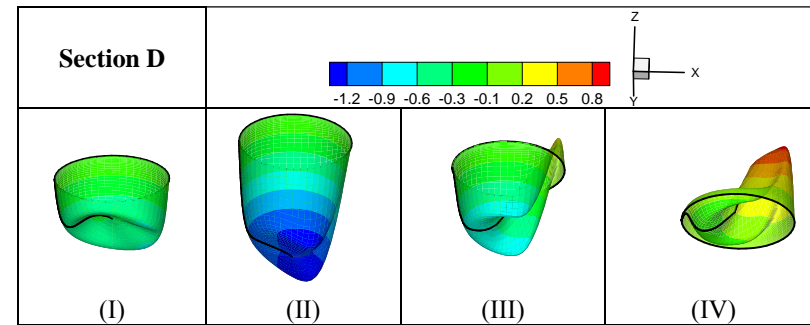 Section D
-1.2 -0.9 -0.6 -0.3 -0.1 0.2 0.5 0.8
Z
X
Y
(I) (II) (III) (IV)